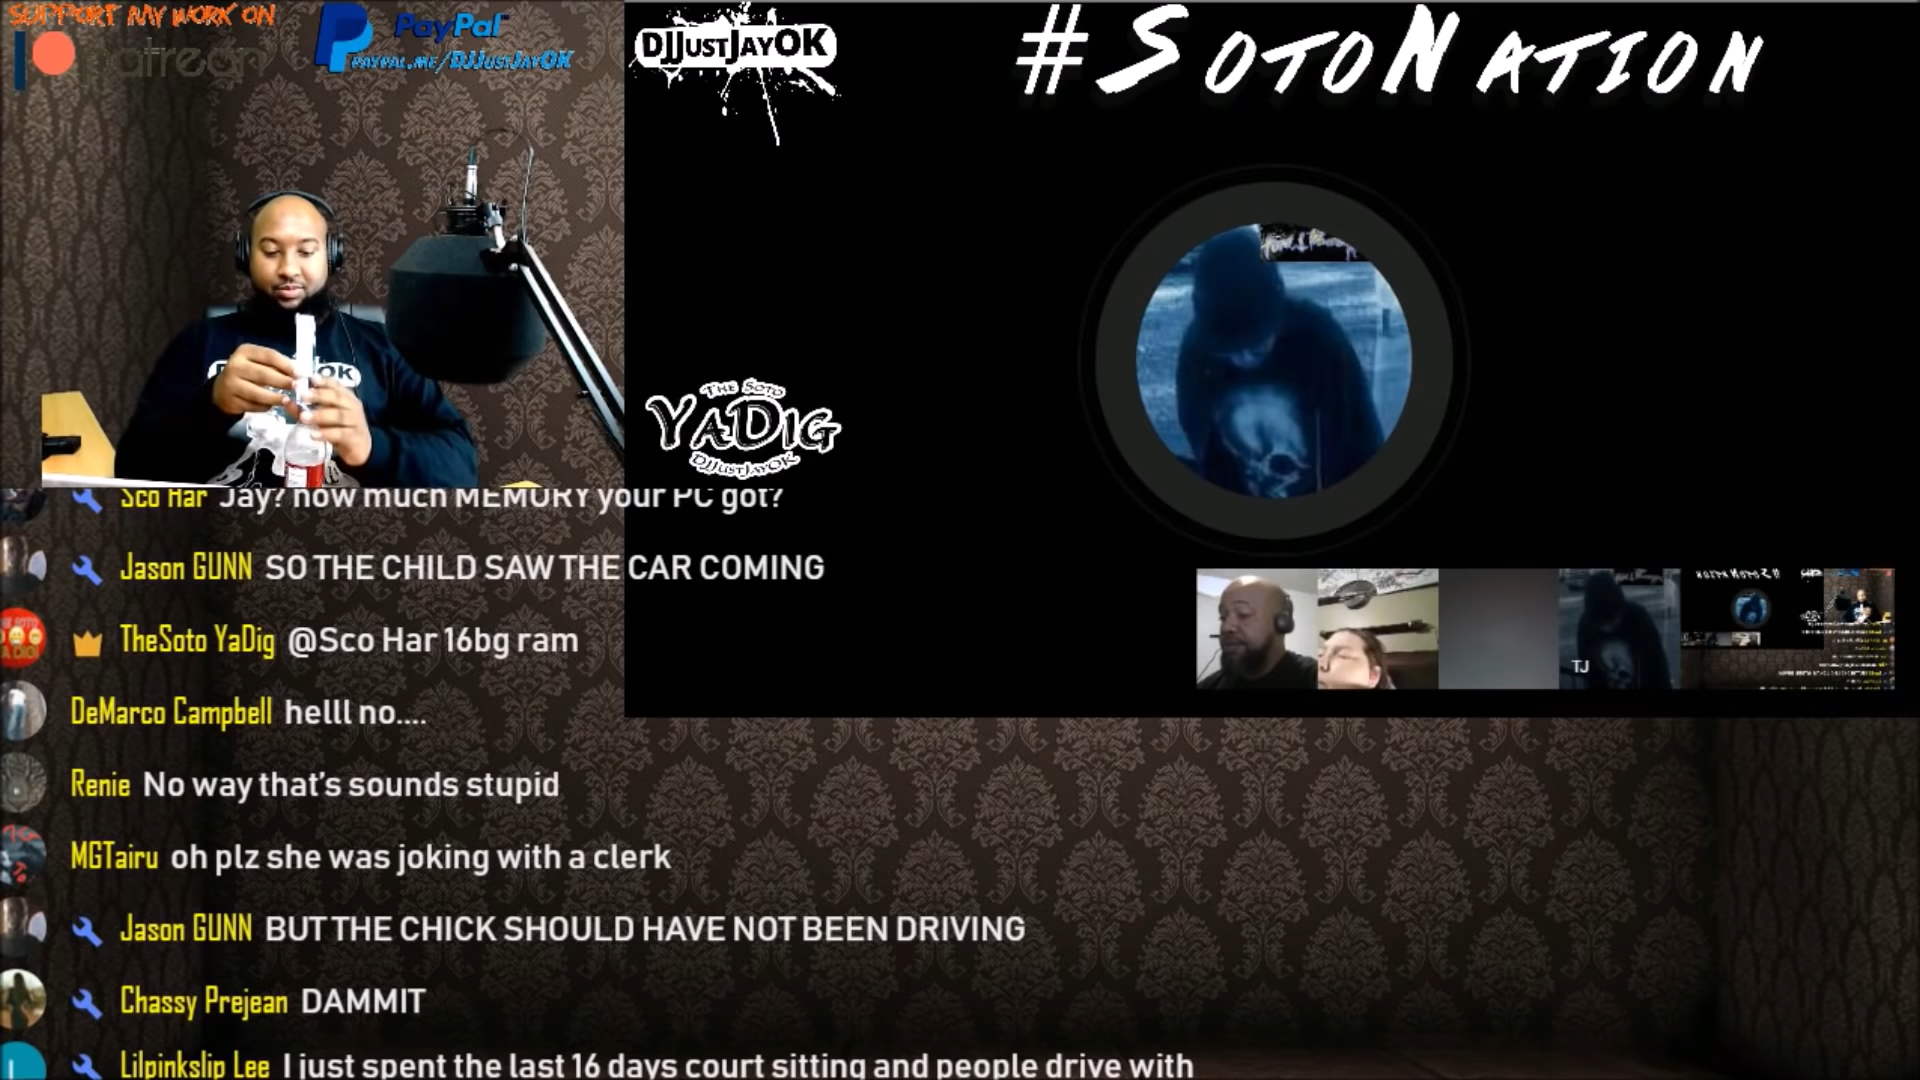 SUPPORT MY WORK ON
Patreon
PayPal
PAYPAL.ME/DJJUSTJAYOK
DJJUSTJAYOK
#SOTONATION
OK
THE SOTO
YADIG
DJJUSTJAYOK
Sco Har Jay? how much MEMORY your PC got?
Jason GUNN SO THE CHILD SAW THE CAR COMING
TheSoto YaDig @Sco Har 16bg ram
DeMarco Campbell helll no....
Renie No way that's sounds stupid
MGTairu oh plz she was joking with a clerk
Jason GUNN BUT THE CHICK SHOULD HAVE NOT BEEN DRIVING
Chassy Prejean DAMMIT
Lilpinkslip Lee I just spent the last 16 days court sitting and people drive with
TJ